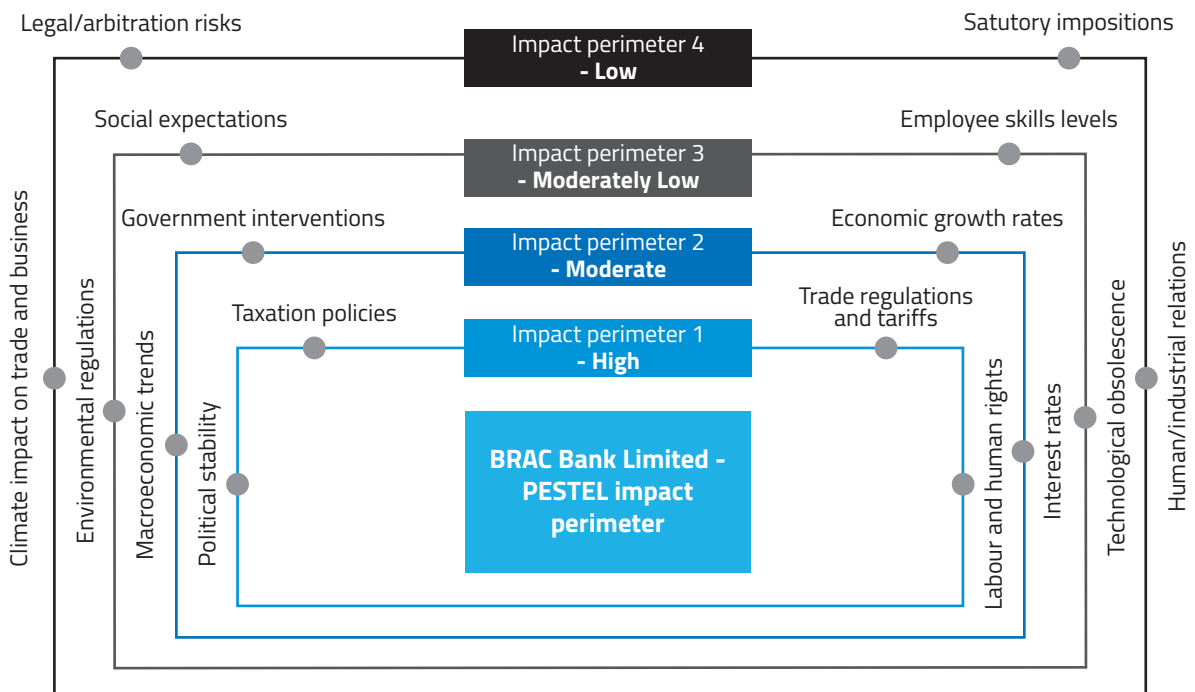 Legal/arbitration risks
Impact perimeter 4
- Low
Satutory impositions
Social expectations
Impact perimeter 3
- Moderately Low
Employee skills levels
Government interventions
Impact perimeter 2
- Moderate
Economic growth rates
Taxation policies
Impact perimeter 1
- High
Trade regulations
and tariffs
Climate impact on trade and business
Environmental regulations
Macroeconomic trends
Political stability
BRAC Bank Limited -
PESTEL impact
perimeter
Labour and human rights
Interest rates
Technological obsolescence
Human/industrial relations